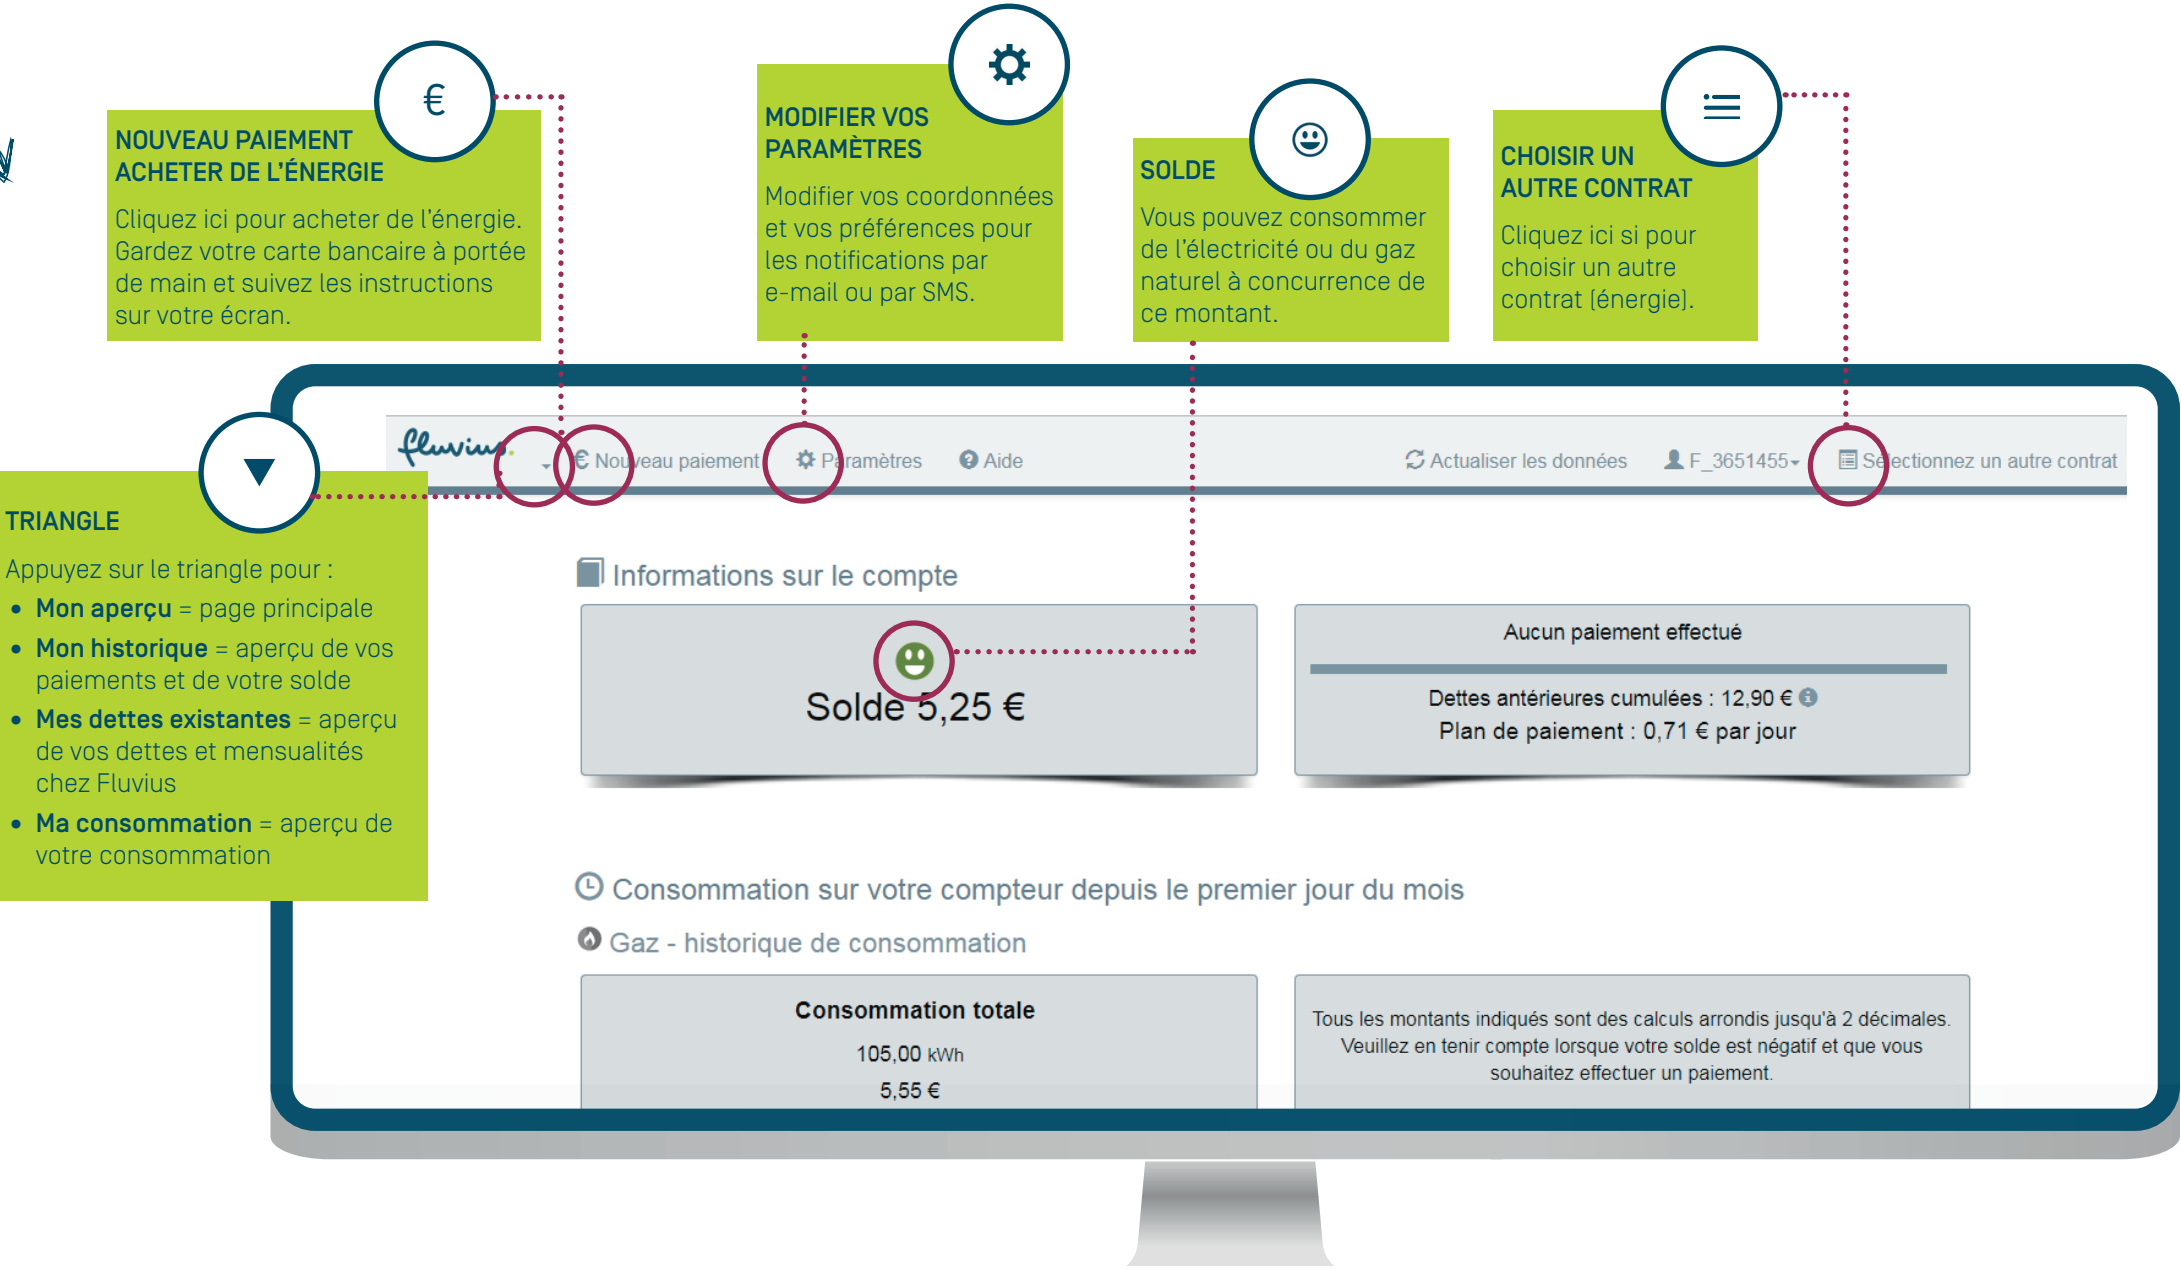 €
NOUVEAU PAIEMENT
ACHETER DE L'ÉNERGIE
Cliquez ici pour acheter de l'énergie.
Gardez votre carte bancaire à portée
de main et suivez les instructions
sur votre écran.
MODIFIER VOS
PARAMÈTRES
Modifier vos coordonnées
et vos préférences pour
les notifications par
e-mail ou par SMS.
SOLDE
Vous pouvez consommer
de l'électricité ou du gaz
naturel à concurrence de
ce montant.
CHOISIR UN
AUTRE CONTRAT
Cliquez ici si pour
choisir un autre
contrat (énergie).
TRIANGLE
Appuyez sur le triangle pour :
• Mon aperçu = page principale
• Mon historique = aperçu de vos
paiements et de votre solde
• Mes dettes existantes = aperçu
de vos dettes et mensualités
chez Fluvius
• Ma consommation = aperçu de
votre consommation
fluvius. € Nouveau paiement Paramètres Aide Actualiser les données F_3651455 Sélectionnez un autre contrat
Informations sur le compte
Solde 5,25 €
Aucun paiement effectué
Dettes antérieures cumulées : 12,90 €
Plan de paiement : 0,71 € par jour
Consommation sur votre compteur depuis le premier jour du mois
Gaz - historique de consommation
Consommation totale
105,00 kWh
5,55 €
Tous les montants indiqués sont des calculs arrondis jusqu'à 2 décimales.
Veuillez en tenir compte lorsque votre solde est négatif et que vous
souhaitez effectuer un paiement.